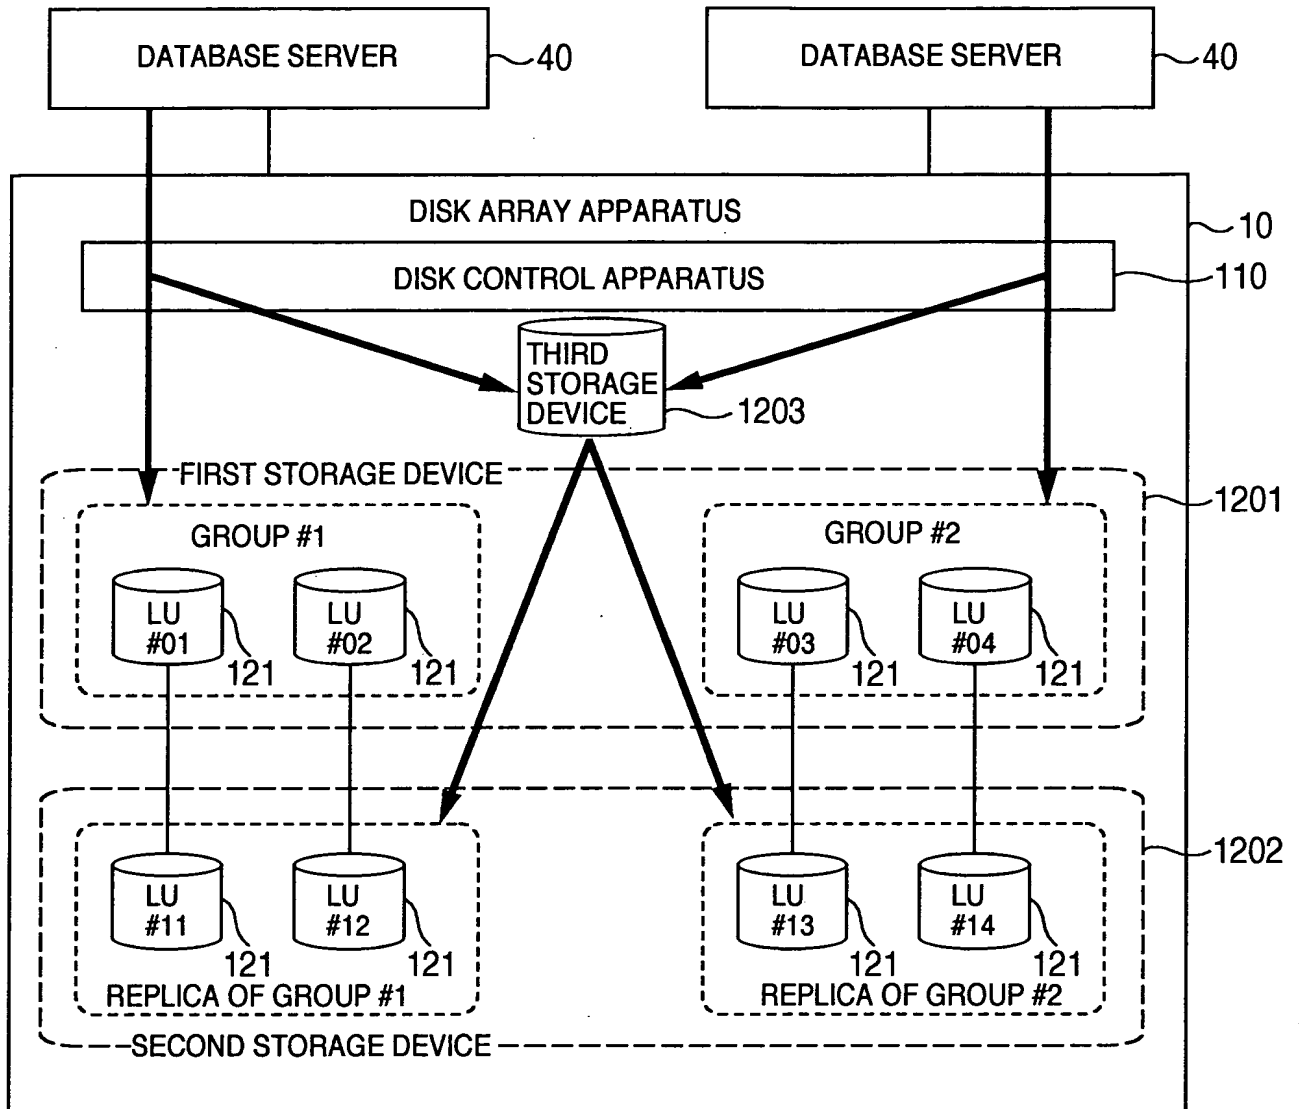 DATABASE SERVER
40
DATABASE SERVER
40
DISK ARRAY APPARATUS
10
DISK CONTROL APPARATUS
110
THIRD
STORAGE
DEVICE
1203
FIRST STORAGE DEVICE
1201
GROUP #1
GROUP #2
LU
#01
121
LU
#02
121
LU
#03
121
LU
#04
121
1202
LU
#11
121
LU
#12
121
LU
#13
121
LU
#14
121
REPLICA OF GROUP #1
REPLICA OF GROUP #2
SECOND STORAGE DEVICE